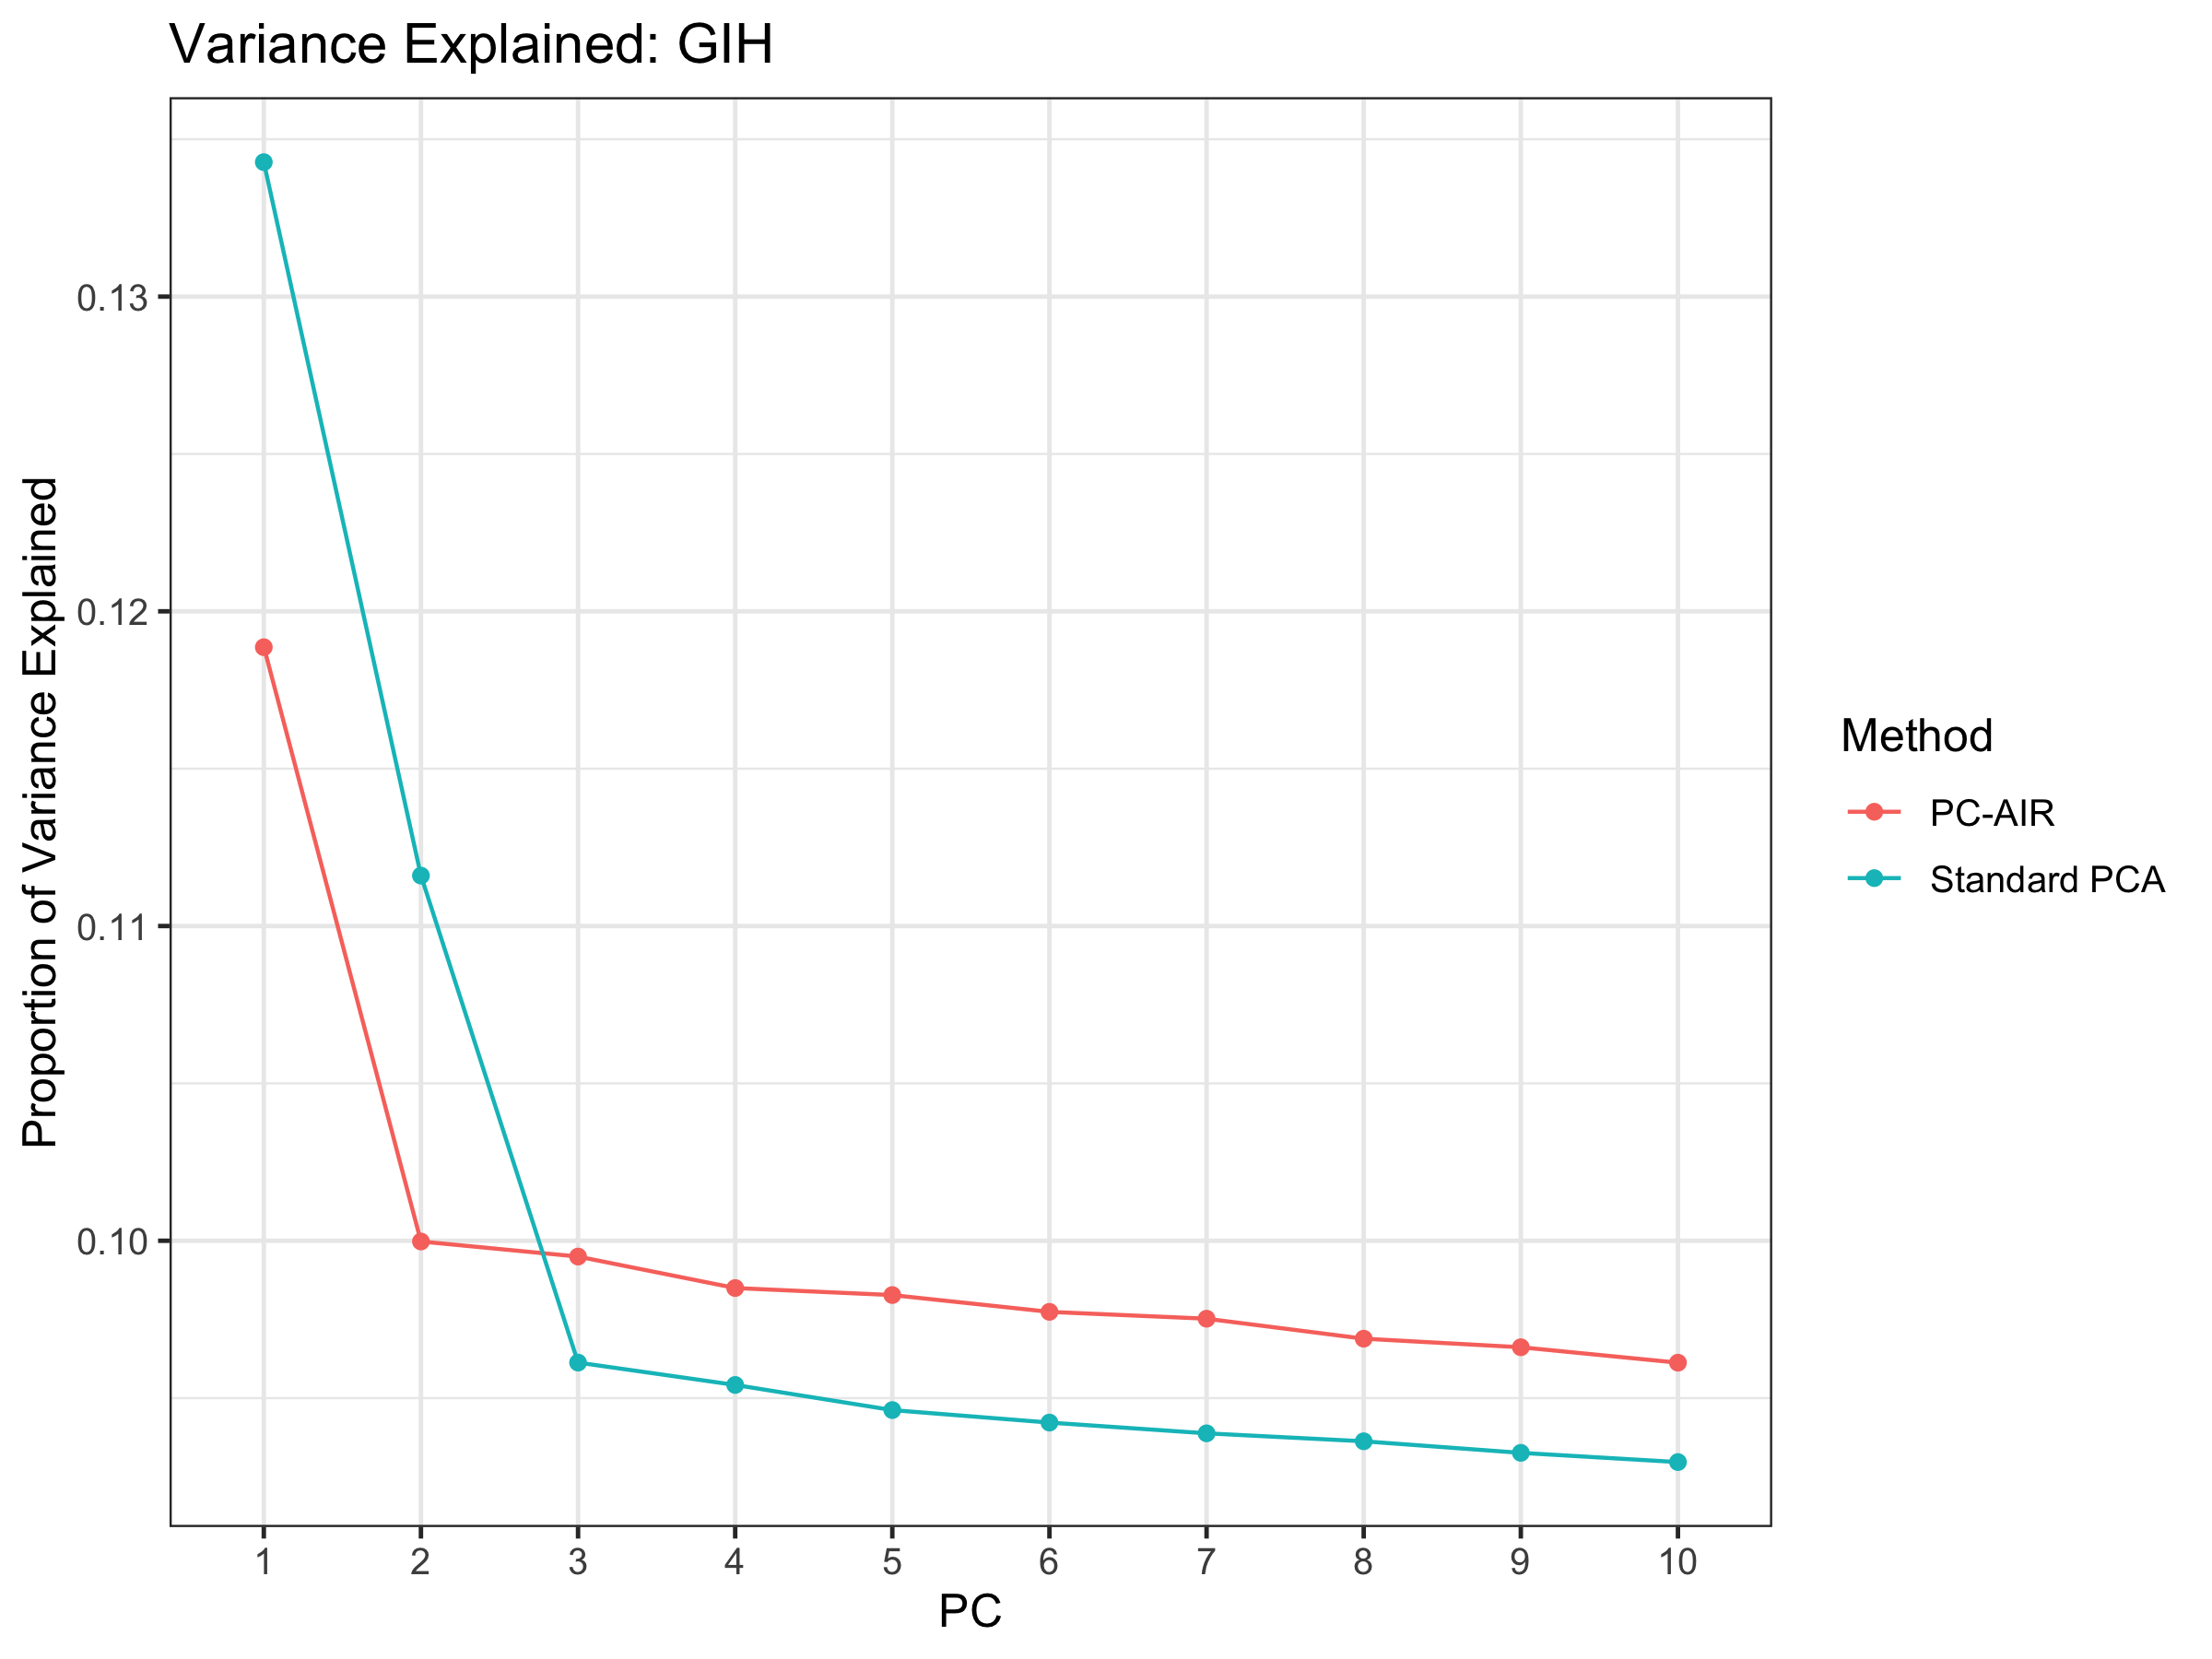 Variance Explained: GIH
Proportion of Variance Explained
0.13
0.12
0.11
0.10
1 2 3 4 5 6 7 8 9 10
PC
Method
PC-AIR
Standard PCA